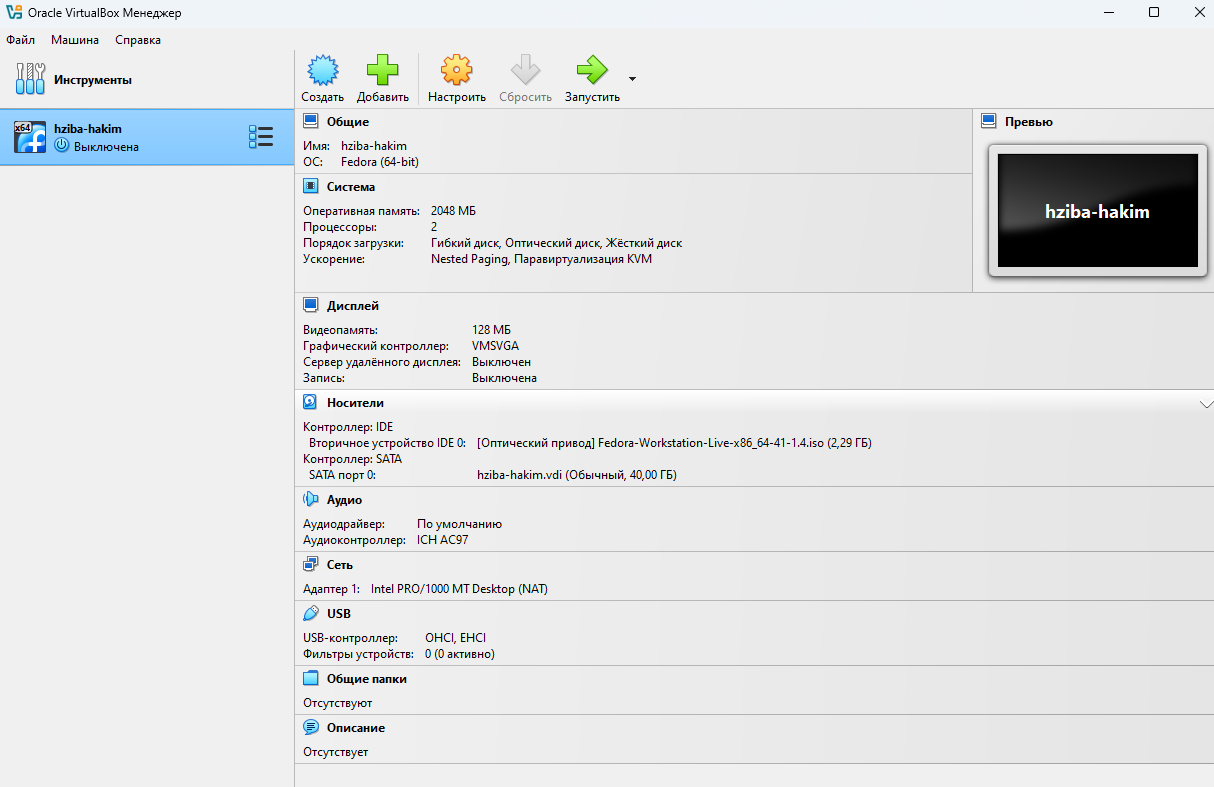 Oracle VirtualBox Менеджер
Файл Машина Справка
Инструменты
Создать Добавить Настроить Сбросить Запустить
x64
hziba-hakim
Выключена
Общие
Имя: hziba-hakim
ОС: Fedora (64-bit)
Превью
hziba-hakim
Система
Оперативная память: 2048 МБ
Процессоры: 2
Порядок загрузки: Гибкий диск, Оптический диск, Жёсткий диск
Ускорение: Nested Paging, Паравиртуализация KVM
Дисплей
Видеопамять: 128 МБ
Графический контроллер: VMSVGA
Сервер удалённого дисплея: Выключен
Запись: Выключена
Носители
Контроллер: IDE
Вторичное устройство IDE 0: [Оптический привод] Fedora-Workstation-Live-x86_64-41-1.4.iso (2,29 ГБ)
Контроллер: SATA
SATA порт 0: hziba-hakim.vdi (Обычный, 40,00 ГБ)
Аудио
Аудиодрайвер: По умолчанию
Аудиоконтроллер: ICH AC97
Сеть
Адаптер 1: Intel PRO/1000 MT Desktop (NAT)
USB
USB-контроллер: OHCI, EHCI
Фильтры устройств: 0 (0 активно)
Общие папки
Отсутствуют
Описание
Отсутствует